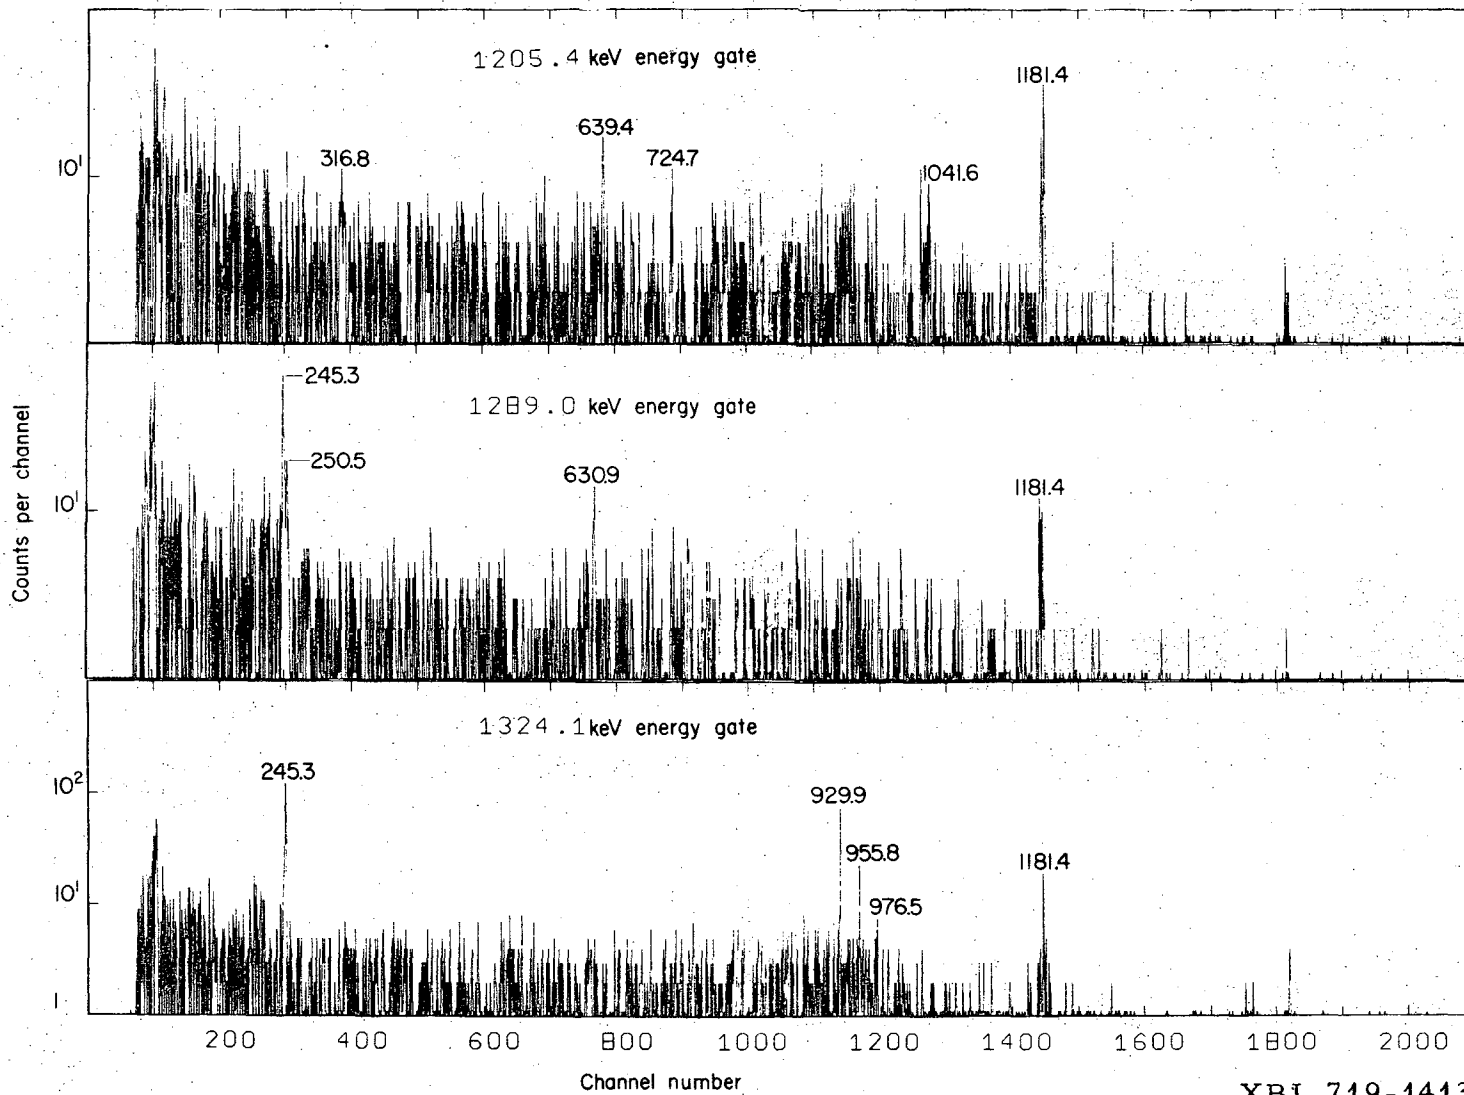 1205.4 keV energy gate
1181.4
639.4
316.8
724.7
1041.6
10¹
245.3
1289.0 keV energy gate
250.5
630.9
1181.4
10¹
Counts per channel
1324.1 keV energy gate
245.3
10²
929.9
955.8
1181.4
10¹
976.5
1
200 400 600 800 1000 1200 1400 1600 1800 2000
Channel number
XBL 719-4413